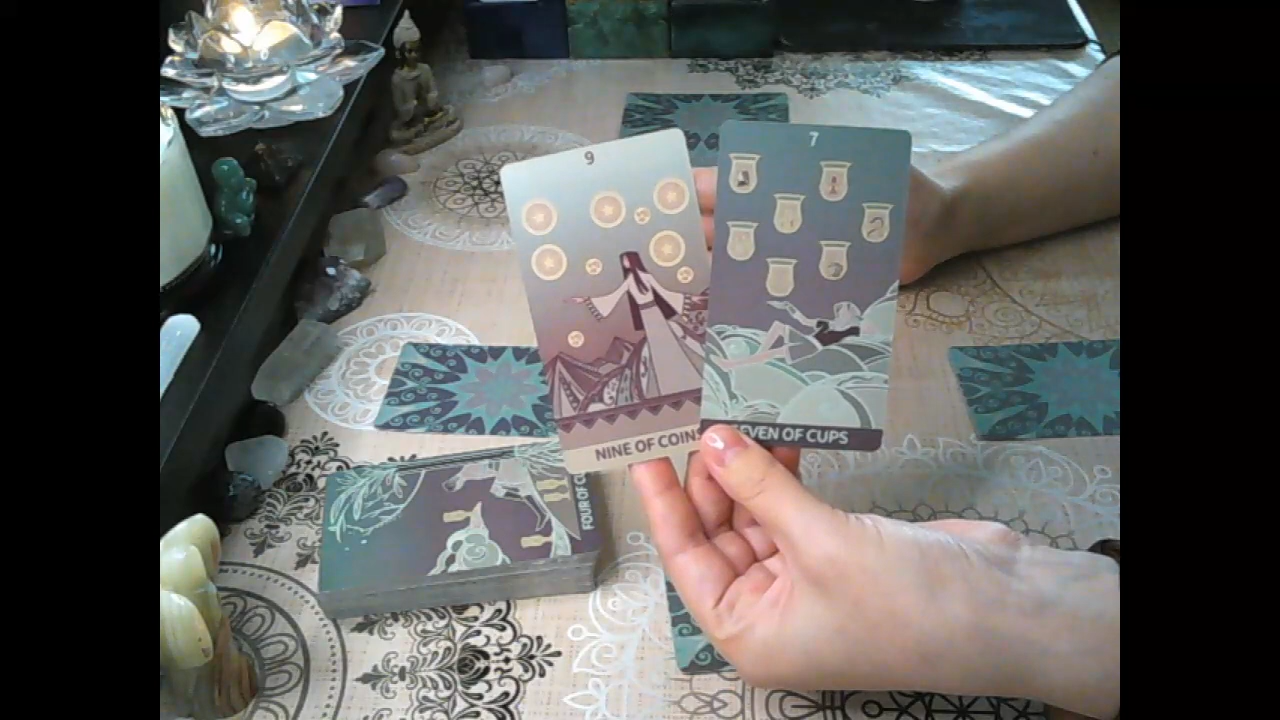 9
NINE OF COINS
7
SEVEN OF CUPS
FOUR OF